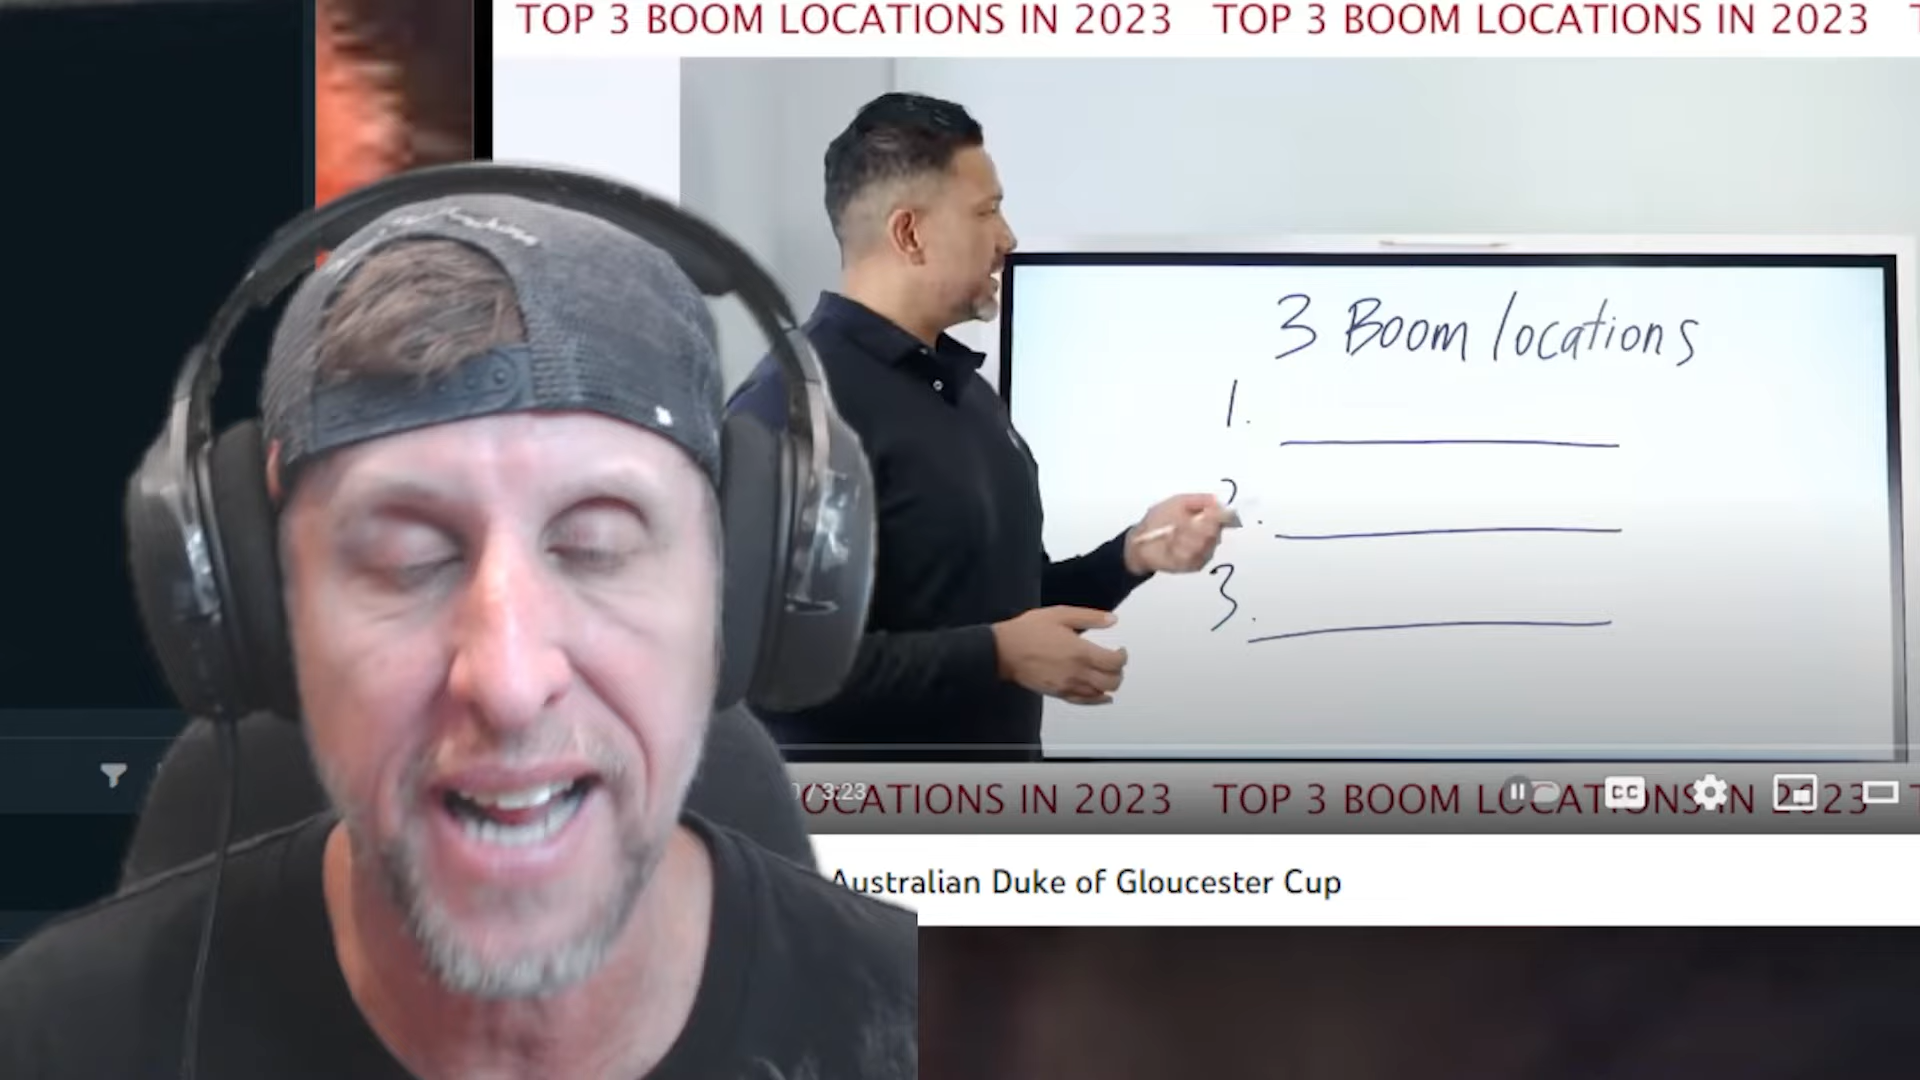 TOP 3 BOOM LOCATIONS IN 2023 TOP 3 BOOM LOCATIONS IN 2023
3 Boom locations
1.
2.
3.
/ 3:23
OCATIONS IN 2023 TOP 3 BOOM LOCATIONS IN 2023
CC
Australian Duke of Gloucester Cup